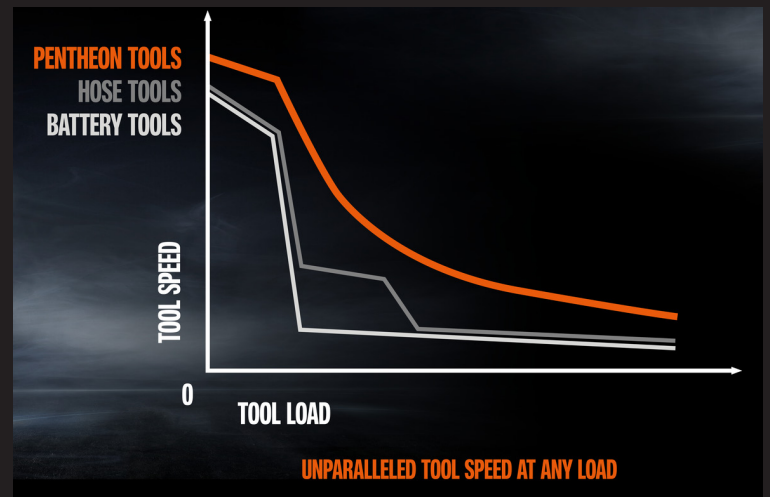 PENTHEON TOOLS
HOSE TOOLS
BATTERY TOOLS
TOOL SPEED
0
TOOL LOAD
UNPARALLELED TOOL SPEED AT ANY LOAD